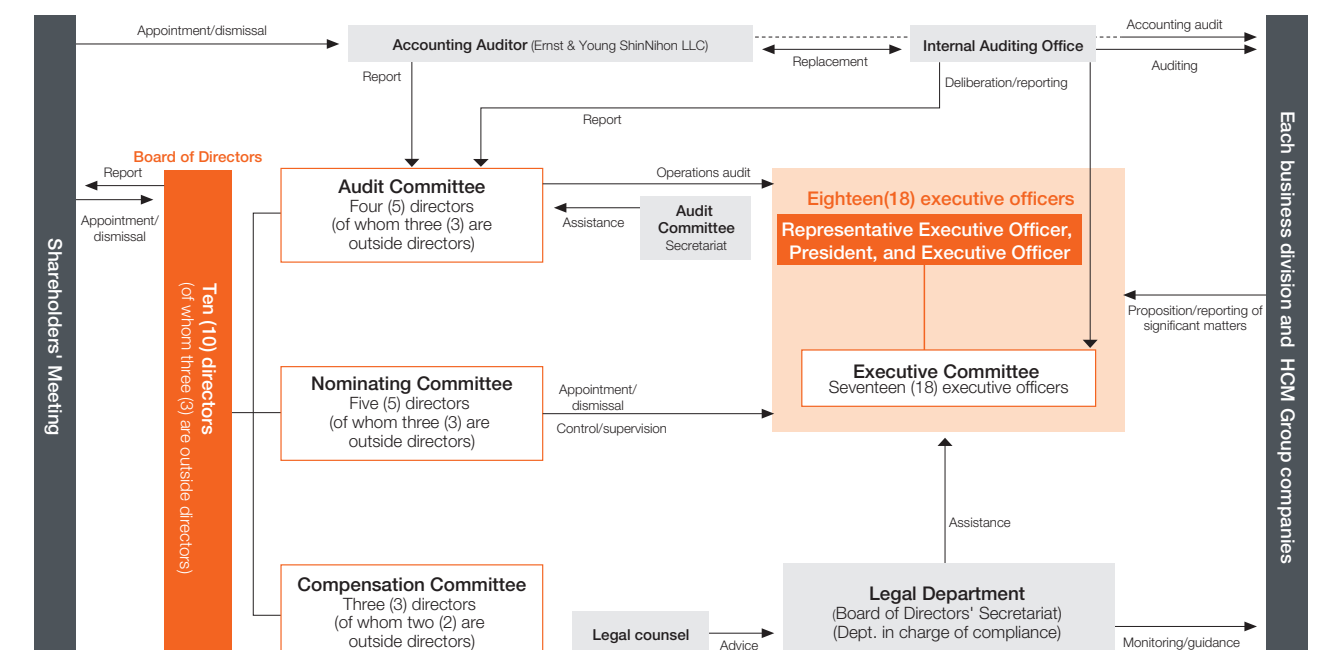 Appointment/dismissal
Accounting Auditor (Ernst & Young ShinNihon LLC)
Replacement
Internal Auditing Office
Accounting audit
Auditing
Report
Deliberation/reporting
Report
Board of Directors
Report
Appointment/
dismissal
Shareholders' Meeting
Ten (10) directors
(of whom three (3) are outside directors)
Audit Committee
Four (5) directors
(of whom three (3) are
outside directors)
Operations audit
Assistance
Audit
Committee
Secretariat
Eighteen(18) executive officers
Representative Executive Officer,
President, and Executive Officer
Executive Committee
Seventeen (18) executive officers
Proposition/reporting of
significant matters
Each business division and HCM Group companies
Nominating Committee
Five (5) directors
(of whom three (3) are
outside directors)
Appointment/
dismissal
Control/supervision
Assistance
Compensation Committee
Three (3) directors
(of whom two (2) are
outside directors)
Legal counsel
Advice
Legal Department
(Board of Directors' Secretariat)
(Dept. in charge of compliance)
Monitoring/guidance